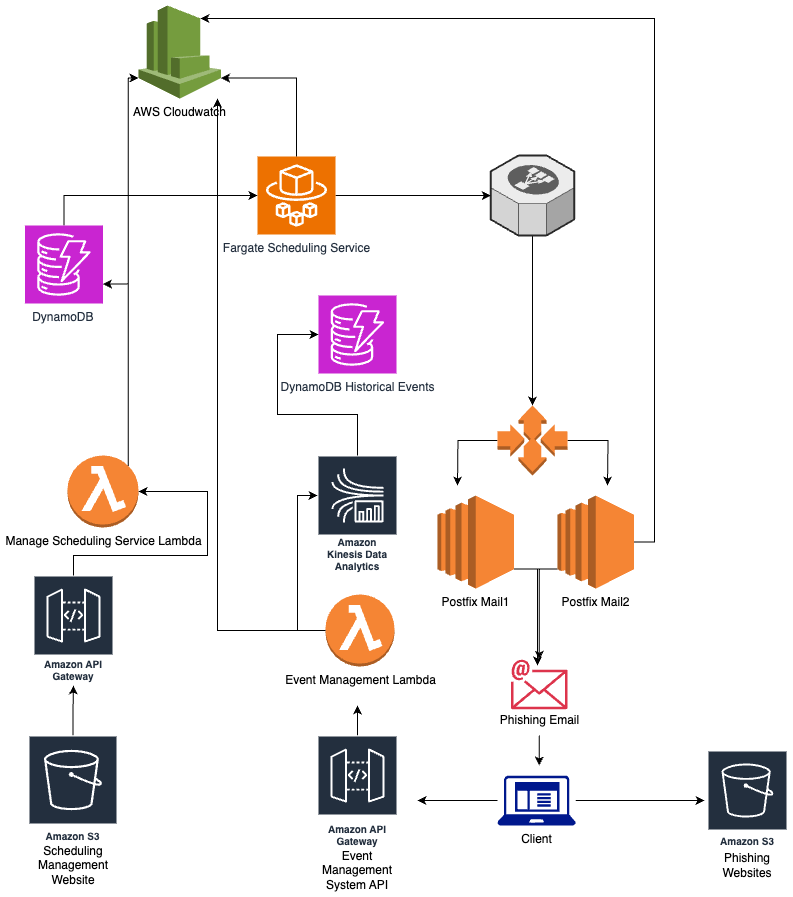 AWS Cloudwatch
Fargate Scheduling Service
DynamoDB
DynamoDB Historical Events
Manage Scheduling Service Lambda
Amazon
Kinesis Data
Analytics
Postfix Mail1
Postfix Mail2
Amazon API
Gateway
Event Management Lambda
@
Phishing Email
Amazon S3
Scheduling
Management
Website
Amazon API
Gateway
Event
Management
System API
Client
Amazon S3
Phishing
Websites